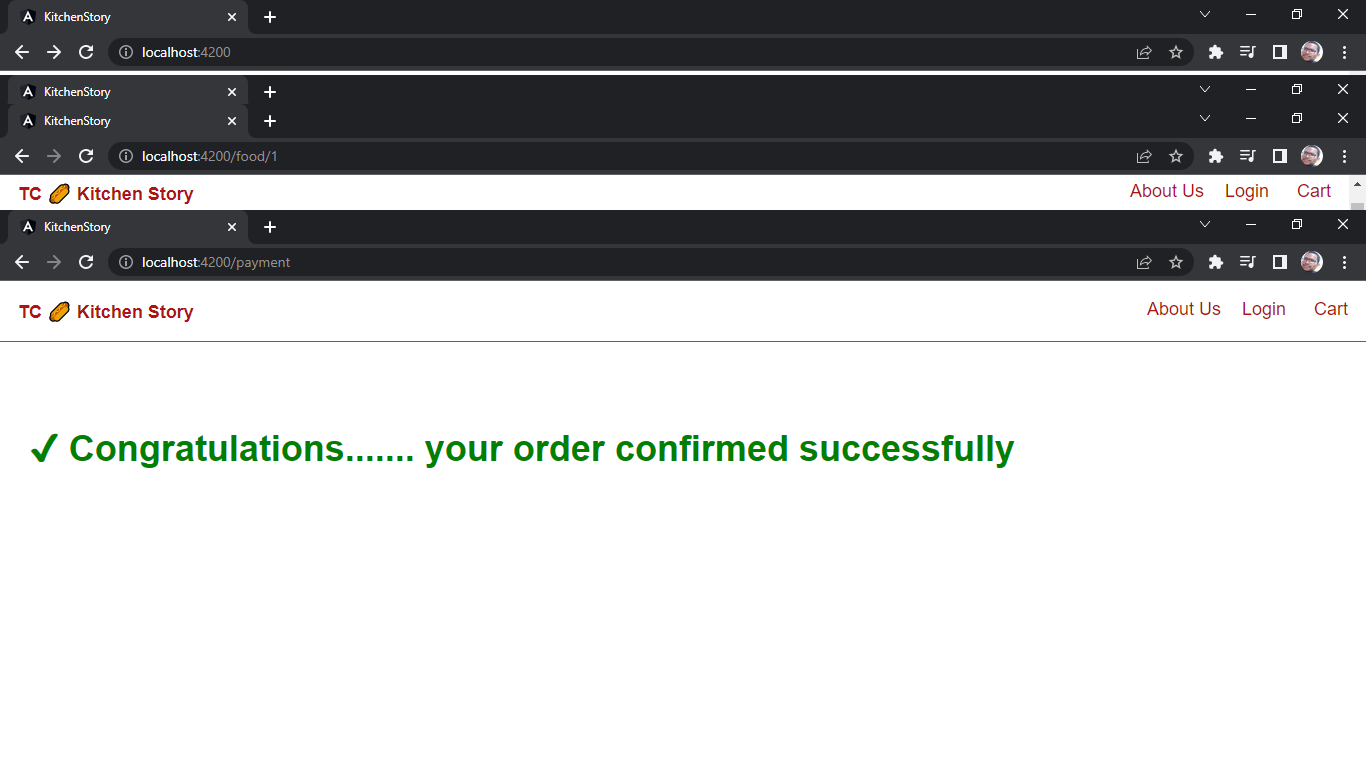 KitchenStory
localhost:4200
KitchenStory
KitchenStory
localhost:4200/food/1
TC Kitchen Story About Us Login Cart
KitchenStory
localhost:4200/payment
TC Kitchen Story About Us Login Cart
✔ Congratulations....... your order confirmed successfully